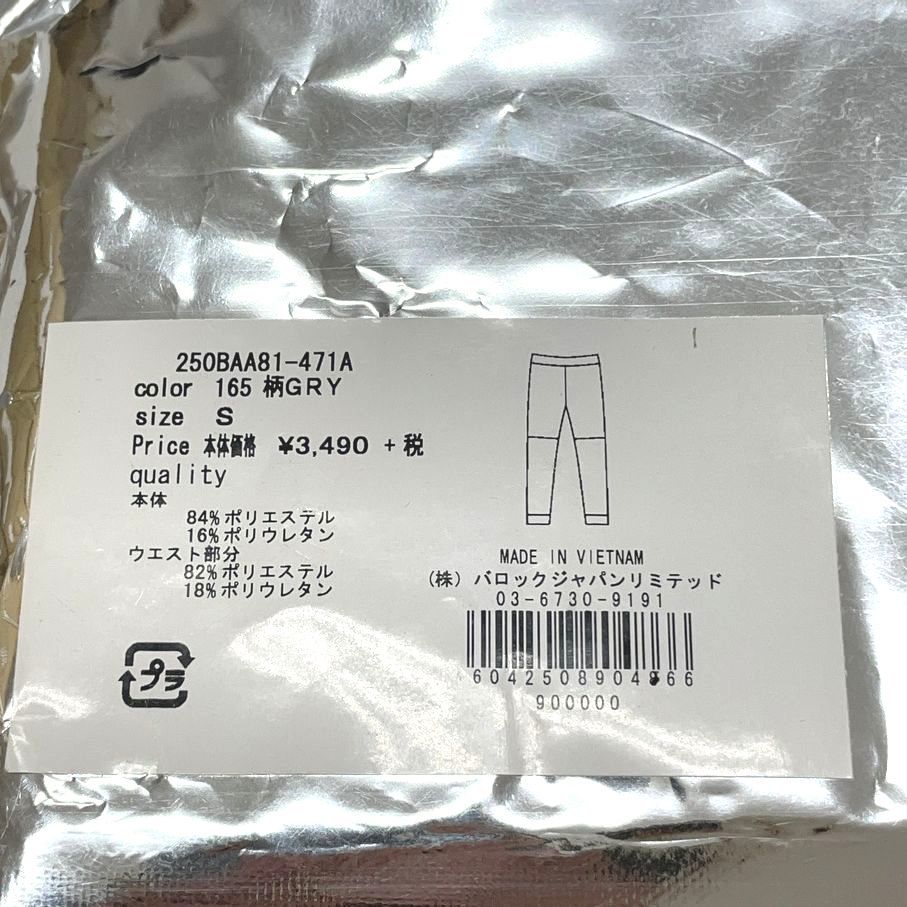 250BAA81-471A
color 165 柄GRY
size S
Price 本体価格 ¥3,490 +税
quality
本体
84%ポリエステル
16%ポリウレタン
ウエスト部分
82%ポリエステル
18%ポリウレタン
プラ
MADE IN VIETNAM
(株)バロックジャパンリミテッド
03-6730-9191
900000